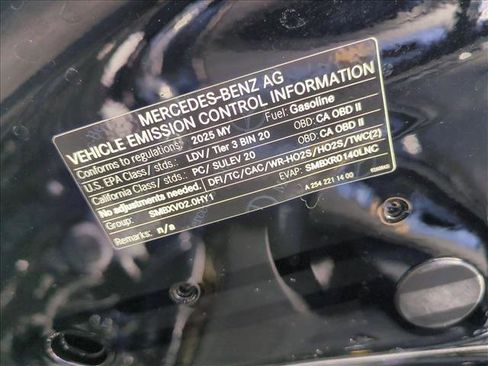 MERCEDES-BENZ AG
VEHICLE EMISSION CONTROL INFORMATION
Conforms to regulations: 2025 MY Fuel: Gasoline
U.S. EPA Class / stds.: LDV/ Tier 3 BIN 20 OBD: CA OBD II
California Class / stds.: PC/ SULEV 20 OBD: CA OBD II
No adjustments needed. DFI/TC/CAC/WR-HO2S/HO2S/TWC(2)
Group: SMBXV02.0HY1 EVAP: SMBXR0140LNC
Remarks: n/a A 254 221 14 00